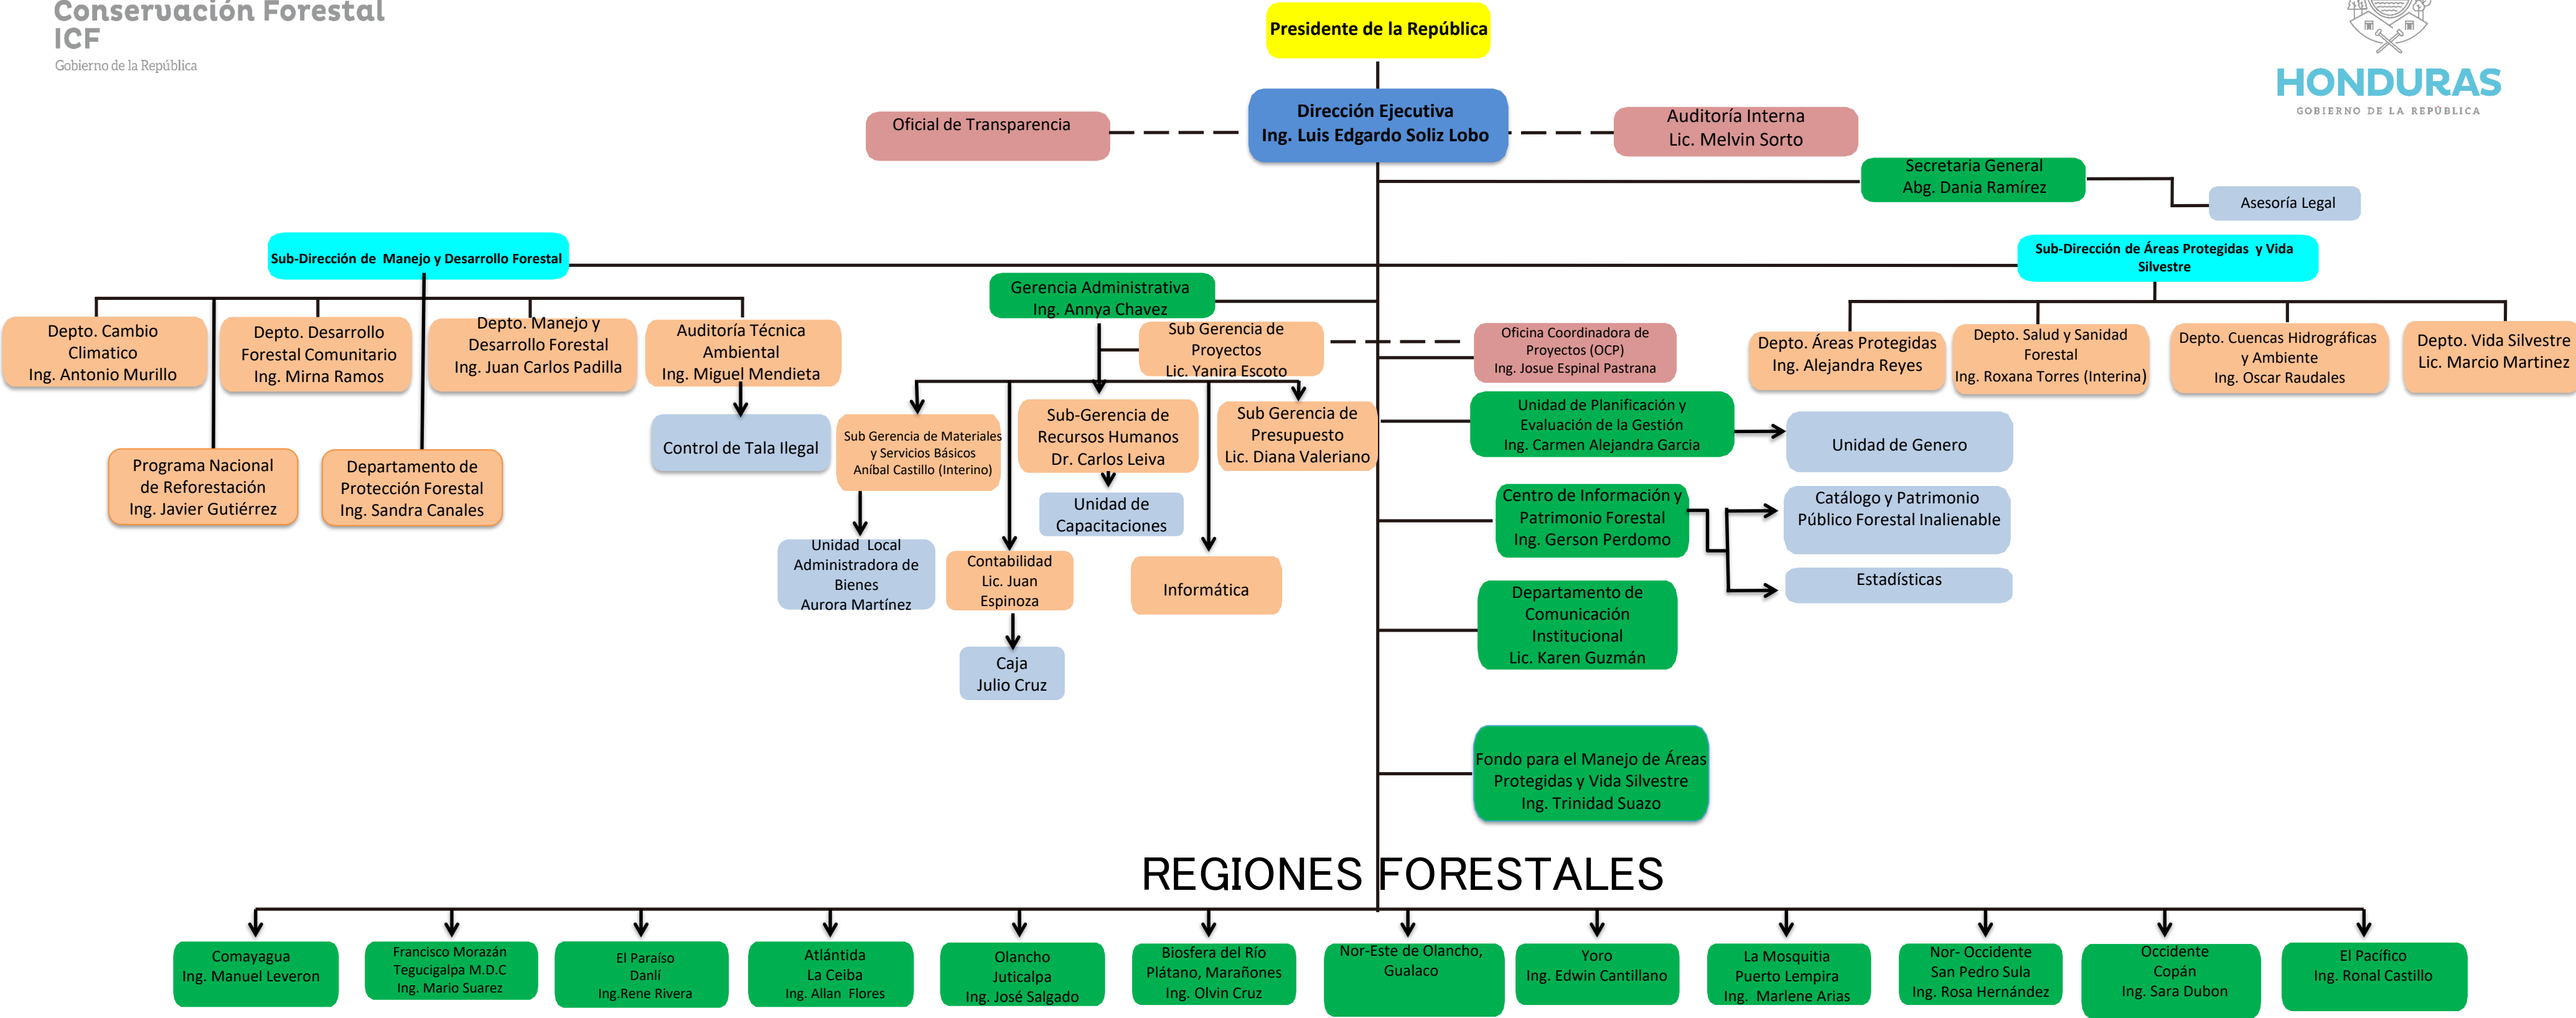 Conservación Forestal
ICF
Gobierno de la República
HONDURAS
GOBIERNO DE LA REPÚBLICA
Presidente de la República
Dirección Ejecutiva
Ing. Luis Edgardo Soliz Lobo
Oficial de Transparencia
Auditoría Interna
Lic. Melvin Sorto
Secretaria General
Abg. Dania Ramírez
Asesoría Legal
Sub-Dirección de Manejo y Desarrollo Forestal
Sub-Dirección de Áreas Protegidas y Vida
Silvestre
Gerencia Administrativa
Ing. Annya Chavez
Depto. Cambio
Climatico
Ing. Antonio Murillo
Depto. Desarrollo
Forestal Comunitario
Ing. Mirna Ramos
Depto. Manejo y
Desarrollo Forestal
Ing. Juan Carlos Padilla
Auditoría Técnica
Ambiental
Ing. Miguel Mendieta
Sub Gerencia de
Proyectos
Lic. Yanira Escoto
Oficina Coordinadora de
Proyectos (OCP)
Ing. Josue Espinal Pastrana
Depto. Áreas Protegidas
Ing. Alejandra Reyes
Depto. Salud y Sanidad
Forestal
Ing. Roxana Torres (Interina)
Depto. Cuencas Hidrográficas
y Ambiente
Ing. Oscar Raudales
Depto. Vida Silvestre
Lic. Marcio Martinez
Programa Nacional
de Reforestación
Ing. Javier Gutiérrez
Departamento de
Protección Forestal
Ing. Sandra Canales
Control de Tala Ilegal
Sub Gerencia de Materiales
y Servicios Básicos
Aníbal Castillo (Interino)
Sub-Gerencia de
Recursos Humanos
Dr. Carlos Leiva
Sub Gerencia de
Presupuesto
Lic. Diana Valeriano
Unidad de Planificación y
Evaluación de la Gestión
Ing. Carmen Alejandra Garcia
Unidad de Genero
Unidad de
Capacitaciones
Centro de Información y
Patrimonio Forestal
Ing. Gerson Perdomo
Catálogo y Patrimonio
Público Forestal Inalienable
Estadísticas
Unidad Local
Administradora de
Bienes
Aurora Martínez
Contabilidad
Lic. Juan
Espinoza
Informática
Departamento de
Comunicación
Institucional
Lic. Karen Guzmán
Caja
Julio Cruz
Fondo para el Manejo de Áreas
Protegidas y Vida Silvestre
Ing. Trinidad Suazo
REGIONES FORESTALES
Comayagua
Ing. Manuel Leveron
Francisco Morazán
Tegucigalpa M.D.C
Ing. Mario Suarez
El Paraíso
Danlí
Ing.Rene Rivera
Atlántida
La Ceiba
Ing. Allan Flores
Olancho
Juticalpa
Ing. José Salgado
Biosfera del Río
Plátano, Marañones
Ing. Olvin Cruz
Nor-Este de Olancho,
Gualaco
Yoro
Ing. Edwin Cantillano
La Mosquitia
Puerto Lempira
Ing. Marlene Arias
Nor- Occidente
San Pedro Sula
Ing. Rosa Hernández
Occidente
Copán
Ing. Sara Dubon
El Pacífico
Ing. Ronal Castillo